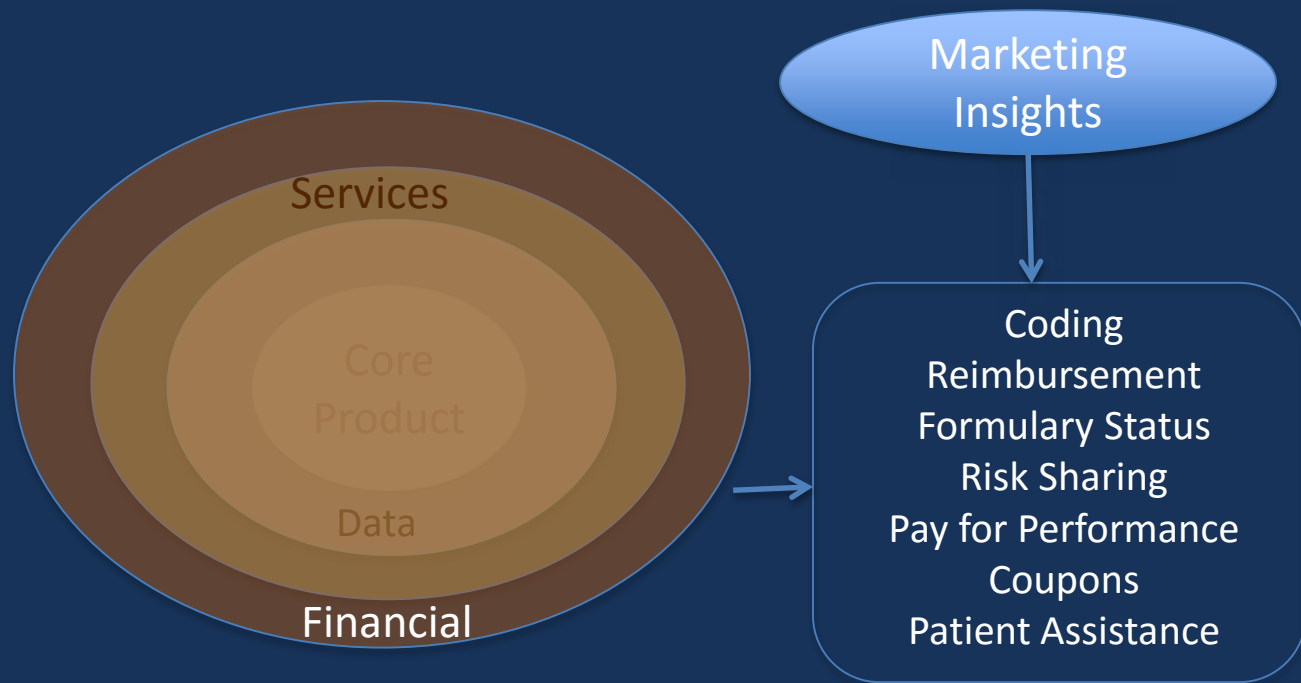 Marketing
Insights
Services
Core
Product
Data
Financial
Coding
Reimbursement
Formulary Status
Risk Sharing
Pay for Performance
Coupons
Patient Assistance